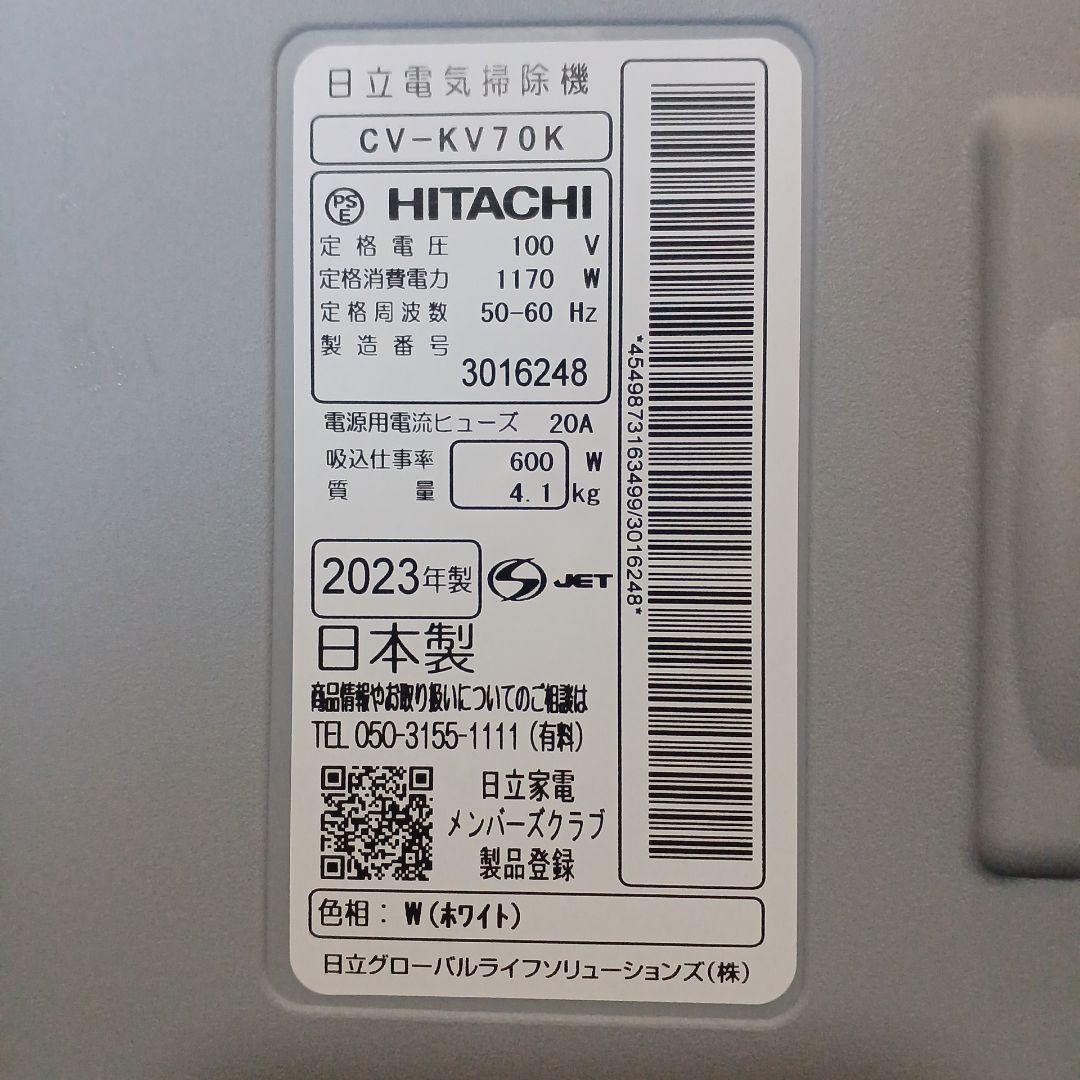 日立電気掃除機
CV-KV70K
PS
E
HITACHI
定格電圧 100 V
定格消費電力 1170 W
定格周波数 50-60 Hz
製造番号
3016248
電源用電流ヒューズ 20A
吸込仕事率 600 W
質量 4.1 kg
2023年製
JET
日本製
商品情報やお取り扱いについてのご相談は
TEL 050-3155-1111 (有料)
日立家電
メンバーズクラブ
製品登録
色相: W(ホワイト)
日立グローバルライフソリューションズ(株)
*4549873163499/3016248*